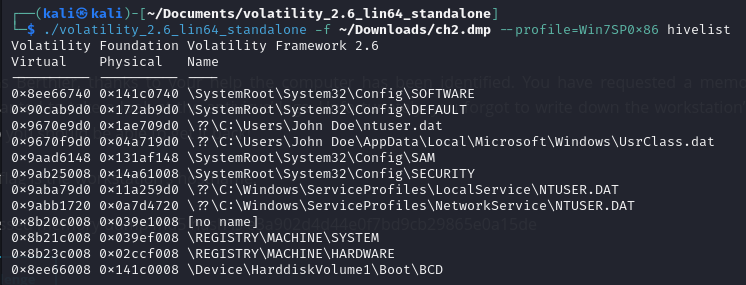 ┌──(kali㉿kali)-[~/Documents/volatility_2.6_lin64_standalone]
└─$ ./volatility_2.6_lin64_standalone -f ~/Downloads/ch2.dmp --profile=Win7SP0×86 hivelist
Volatility Foundation Volatility Framework 2.6
Virtual    Physical   Name
---------- ---------- ----
0×8ee66740 0×141c0740 \SystemRoot\System32\Config\SOFTWARE
0×90cab9d0 0×172ab9d0 \SystemRoot\System32\Config\DEFAULT
0×9670e9d0 0×1ae709d0 \??\C:\Users\John Doe\ntuser.dat
0×9670f9d0 0×04a719d0 \??\C:\Users\John Doe\AppData\Local\Microsoft\Windows\UsrClass.dat
0×9aad6148 0×131af148 \SystemRoot\System32\Config\SAM
0×9ab25008 0×14a61008 \SystemRoot\System32\Config\SECURITY
0×9aba79d0 0×11a259d0 \??\C:\Windows\ServiceProfiles\LocalService\NTUSER.DAT
0×9abb1720 0×0a7d4720 \??\C:\Windows\ServiceProfiles\NetworkService\NTUSER.DAT
0×8b20c008 0×039e1008 [no name]
0×8b21c008 0×039ef008 \REGISTRY\MACHINE\SYSTEM
0×8b23c008 0×02ccf008 \REGISTRY\MACHINE\HARDWARE
0×8ee66008 0×141c0008 \Device\HarddiskVolume1\Boot\BCD